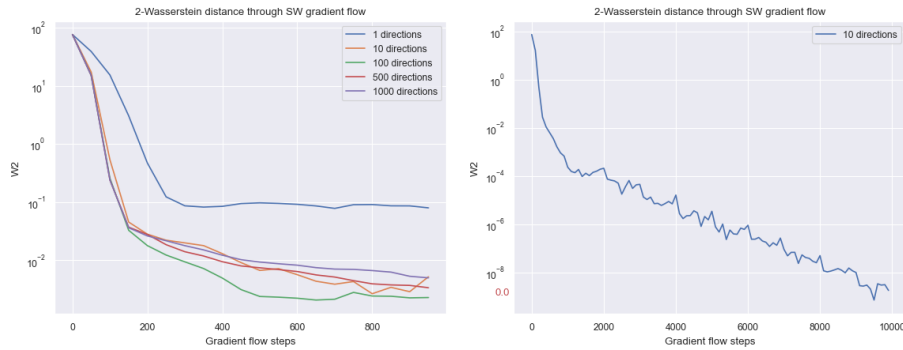 2-Wasserstein distance through SW gradient flow
10^2
10^1
10^0
10^-1
10^-2
W2
1 directions
10 directions
100 directions
500 directions
1000 directions
0
200
400
600
800
Gradient flow steps
2-Wasserstein distance through SW gradient flow
10^2
10^0
10^-2
10^-4
10^-6
10^-8
0.0
W2
10 directions
0
2000
4000
6000
8000
10000
Gradient flow steps